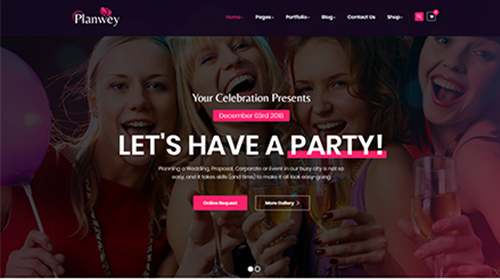 Planwey
Home Pages Portfolio Blog Contact Us Shop
Your Celebration Presents
December 03rd 2018
LET'S HAVE A PARTY!
Planning a Wedding, Proposal, Corporate or Event in our busy city is not so
easy, and it takes skills (and time) to make it all look easy-going
Online Request
More Gallery